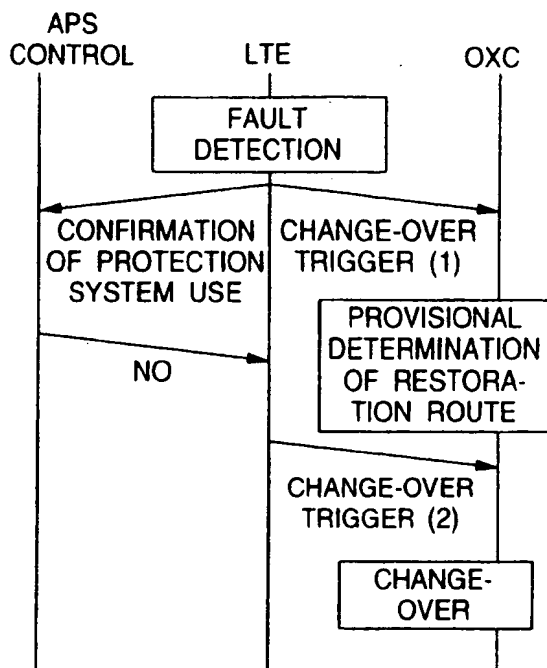 APS
CONTROL
LTE
OXC
FAULT
DETECTION
CONFIRMATION
OF PROTECTION
SYSTEM USE
CHANGE-OVER
TRIGGER (1)
PROVISIONAL
DETERMINATION
OF RESTORA-
TION ROUTE
NO
CHANGE-OVER
TRIGGER (2)
CHANGE-
OVER